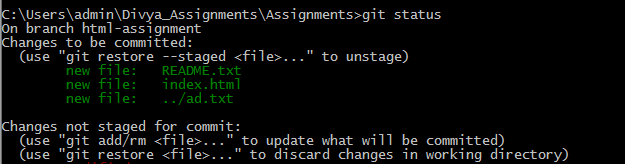 C:\Users\admin\Divya_Assignments\Assignments>git status
On branch html-assignment
Changes to be committed:
  (use "git restore --staged <file>..." to unstage)
        new file:   README.txt
        new file:   index.html
        new file:   ../ad.txt

Changes not staged for commit:
  (use "git add/rm <file>..." to update what will be committed)
  (use "git restore <file>..." to discard changes in working directory)